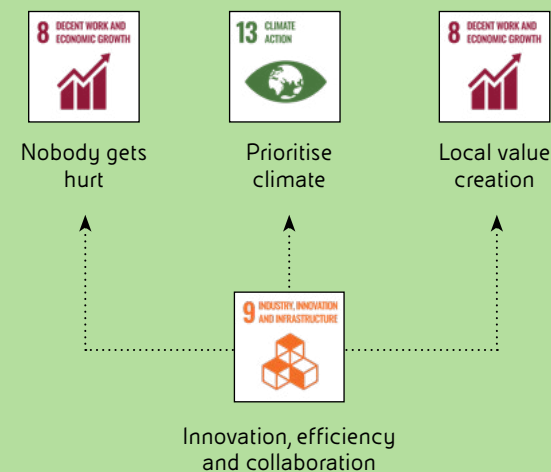 8 DECENT WORK AND
ECONOMIC GROWTH
Nobody gets
hurt
13 CLIMATE
ACTION
Prioritise
climate
8 DECENT WORK AND
ECONOMIC GROWTH
Local value
creation
9 INDUSTRY, INNOVATION
AND INFRASTRUCTURE
Innovation, efficiency
and collaboration